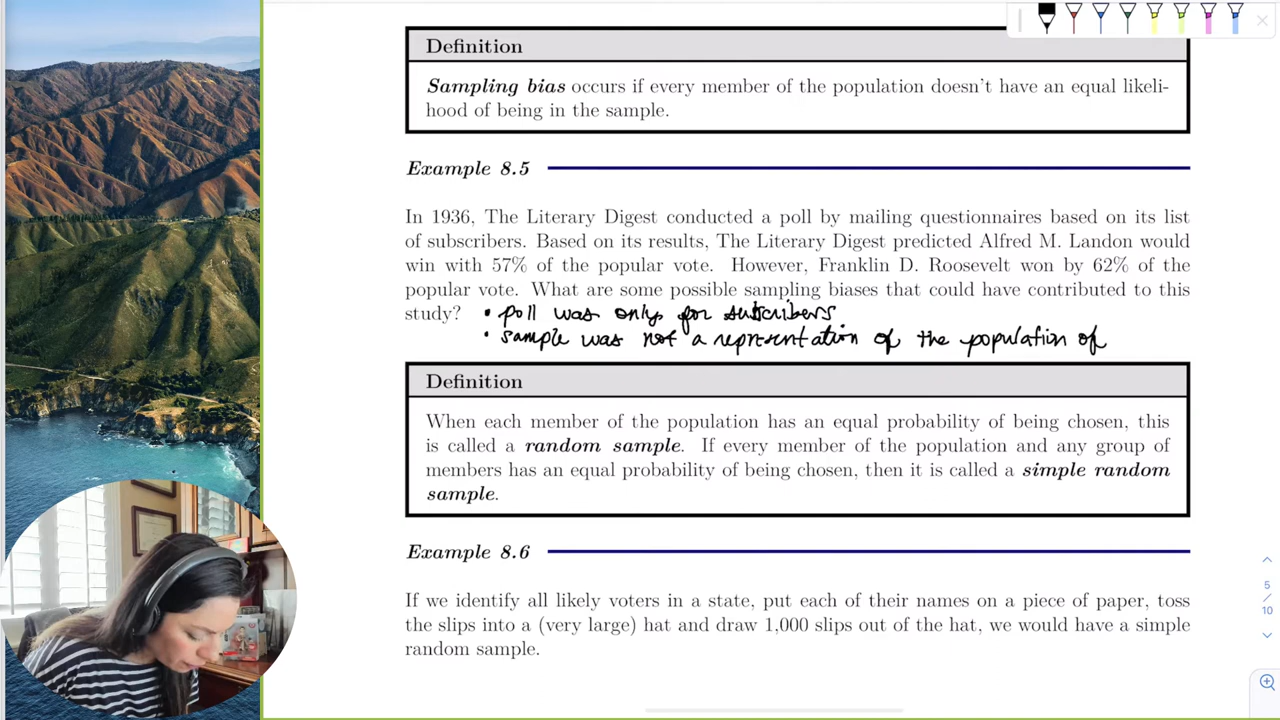 Definition
Sampling bias occurs if every member of the population doesn't have an equal likeli-
hood of being in the sample.
Example 8.5
In 1936, The Literary Digest conducted a poll by mailing questionnaires based on its list
of subscribers. Based on its results, The Literary Digest predicted Alfred M. Landon would
win with 57% of the popular vote. However, Franklin D. Roosevelt won by 62% of the
popular vote. What are some possible sampling biases that could have contributed to this
study? • poll was only for subscribers
• sample was not a representation of the population of
Definition
When each member of the population has an equal probability of being chosen, this
is called a random sample. If every member of the population and any group of
members has an equal probability of being chosen, then it is called a simple random
sample.
Example 8.6
If we identify all likely voters in a state, put each of their names on a piece of paper, toss
the slips into a (very large) hat and draw 1,000 slips out of the hat, we would have a simple
random sample.
5
/
10